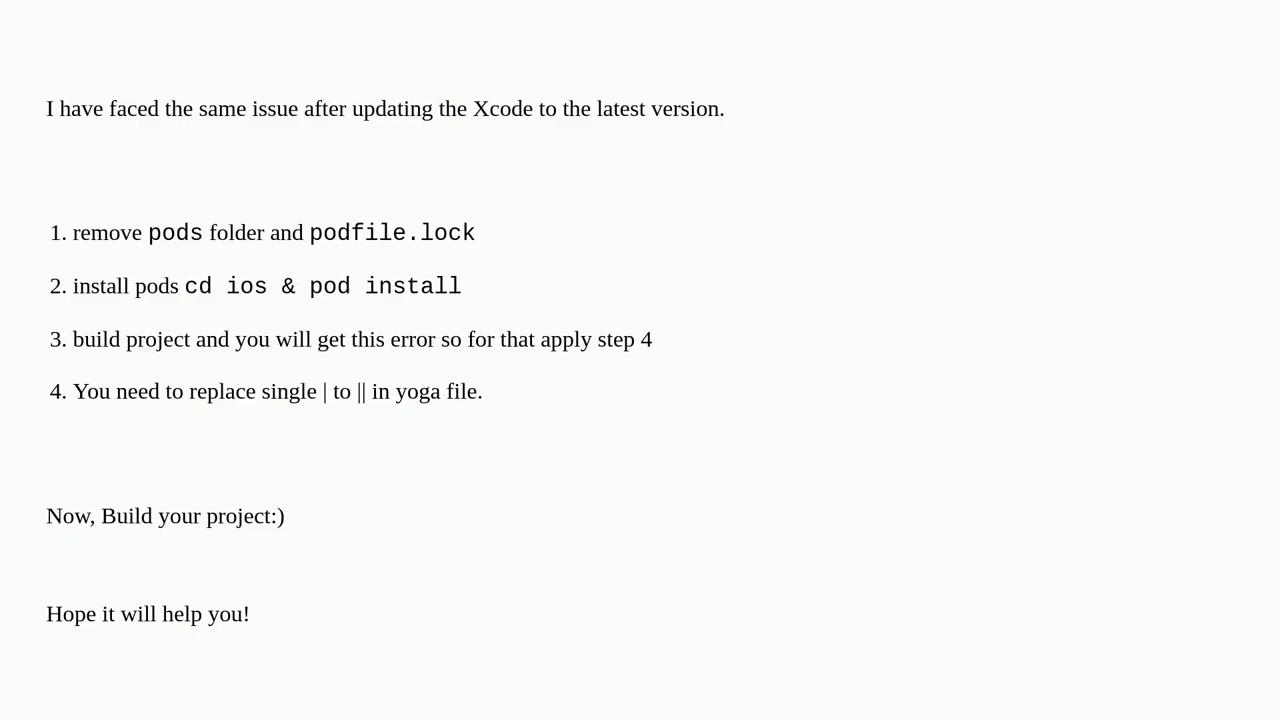 I have faced the same issue after updating the Xcode to the latest version.
1. remove pods folder and podfile.lock
2. install pods cd ios & pod install
3. build project and you will get this error so for that apply step 4
4. You need to replace single | to || in yoga file.
Now, Build your project:)
Hope it will help you!